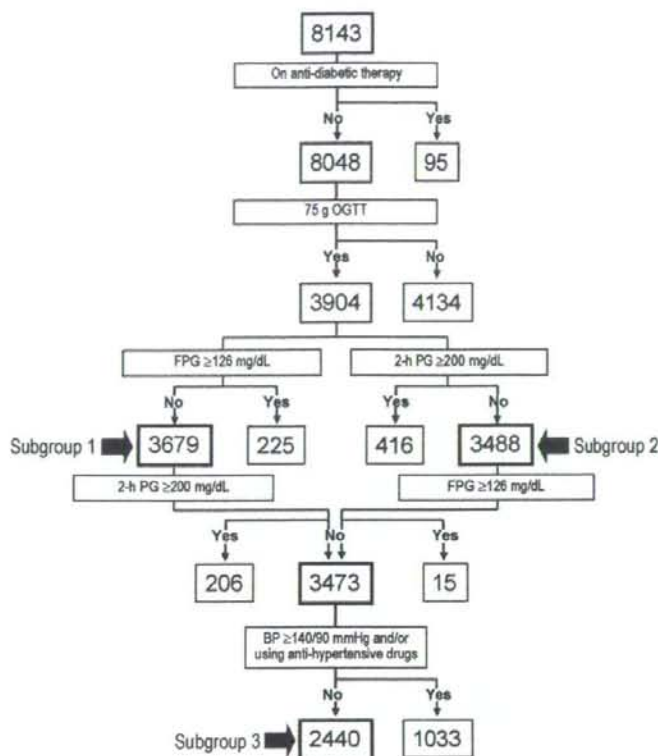 8143
On anti-diabetic therapy
No Yes
8048 95
75 g OGTT
Yes No
3904 4134
FPG ≥126 mg/dL 2-h PG ≥200 mg/dL
No Yes Yes No
Subgroup 1 3679 225 416 3488 Subgroup 2
2-h PG ≥200 mg/dL FPG ≥126 mg/dL
Yes No Yes
206 3473 15
BP ≥140/90 mmHg and/or
using anti-hypertensive drugs
No Yes
Subgroup 3 2440 1033